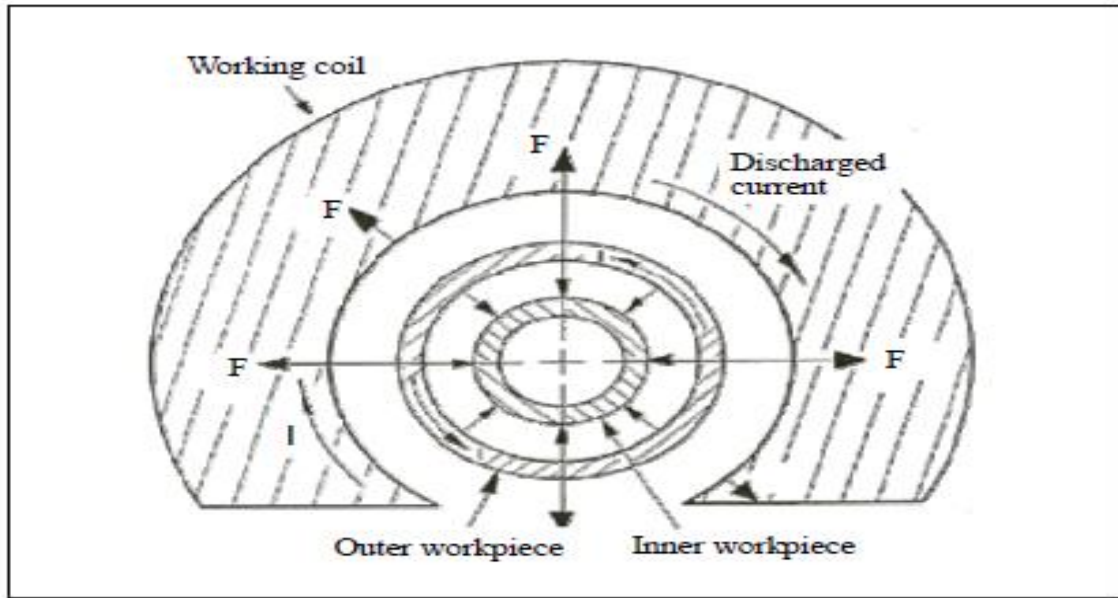 Working coil
F
Discharged
current
F
I
F
F
I
Outer workpiece
Inner workpiece